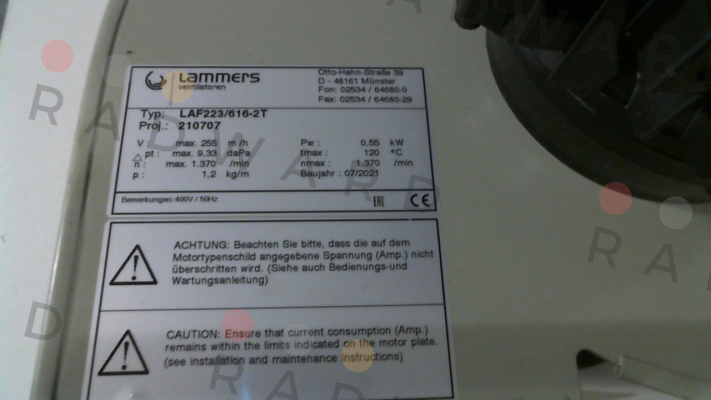 Lammers
ventilatoren
Otto-Hahn-Straße 39
D - 48161 Münster
Fon: 02534 / 64680-0
Fax: 02534 / 64680-29
Typ: LAF223/616-2T
Proj.: 210707
V max. 255 m/h Pw : 0.55 kW
△ pt : max. 9,33 daPa tmax : 120 °C
n : max. 1.370 /min nmax : 1.370 /min
p : 1,2 kg/m Baujahr : 07/2021
Bemerkungen: 400V / 50Hz EAC CE
ACHTUNG: Beachten Sie bitte, dass die auf dem
Motortypenschild angegebene Spannung (Amp.) nicht
überschritten wird. (Siehe auch Bedienungs-und
Wartungsanleitung)
CAUTION: Ensure that current consumption (Amp.)
remains within the limits indicated on the motor plate.
(see installation and maintenance instructions)
RADWARD
RADWARD